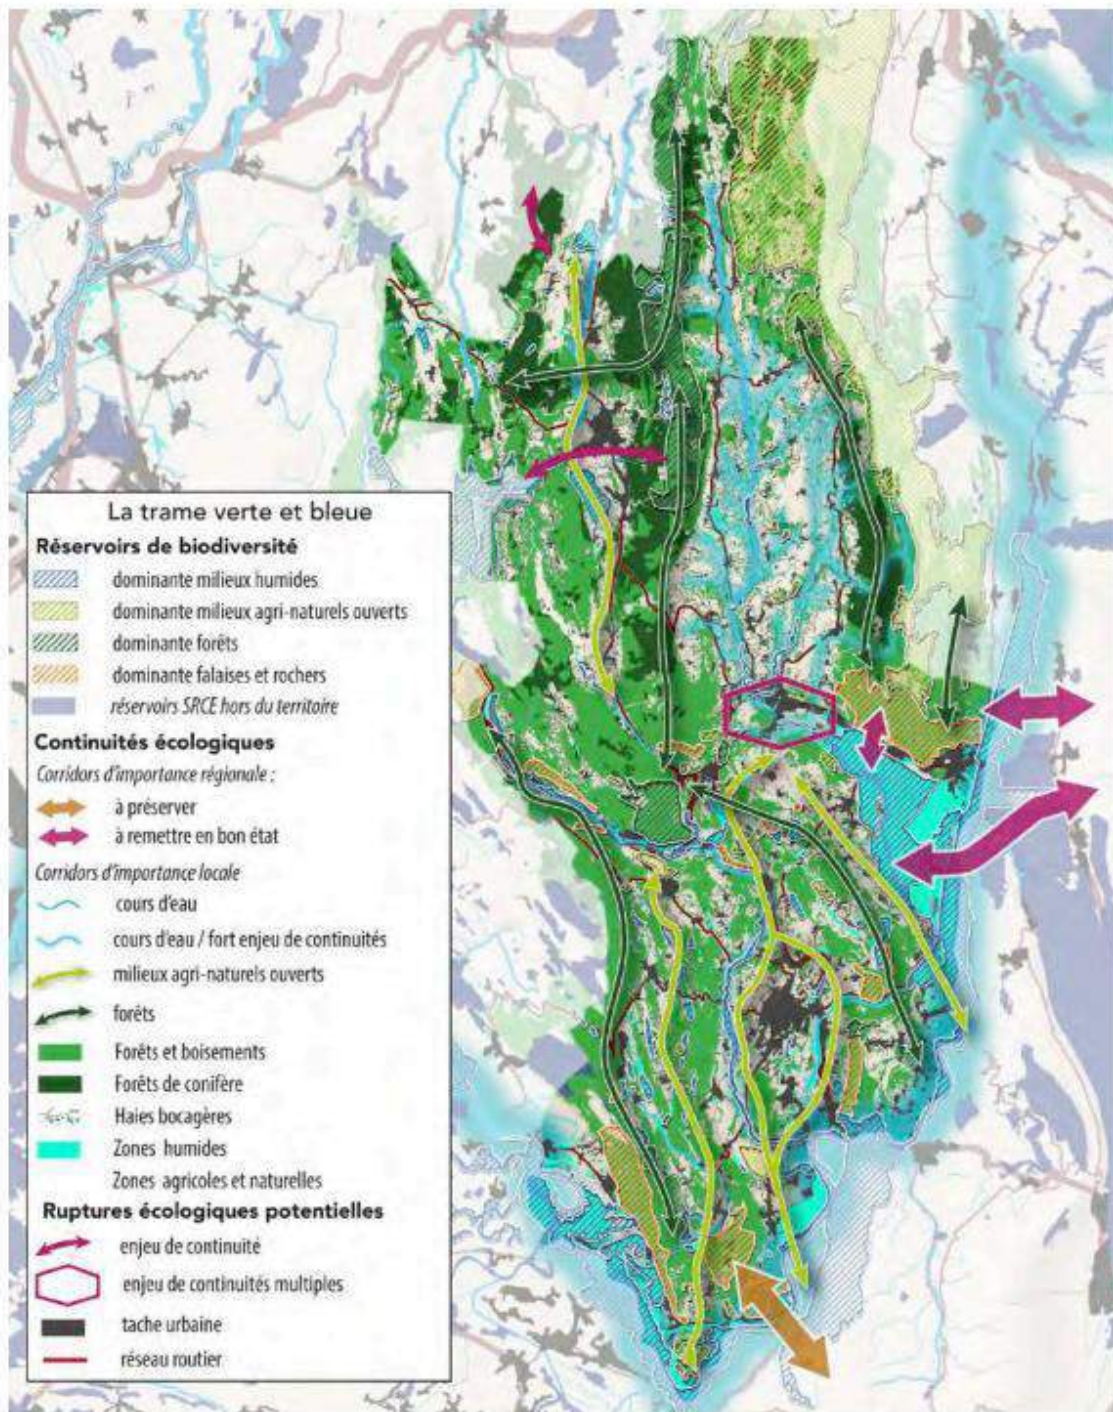 La trame verte et bleue
Réservoirs de biodiversité
dominante milieux humides
dominante milieux agri-naturels ouverts
dominante forêts
dominante falaises et rochers
réservoirs SRCE hors du territoire
Continuités écologiques
Corridors d'importance régionale :
à préserver
à remettre en bon état
Corridors d'importance locale
cours d'eau
cours d'eau / fort enjeu de continuités
milieux agri-naturels ouverts
forêts
Forêts et boisements
Forêts de conifère
Haies bocagères
Zones humides
Zones agricoles et naturelles
Ruptures écologiques potentielles
enjeu de continuité
enjeu de continuités multiples
tache urbaine
réseau routier